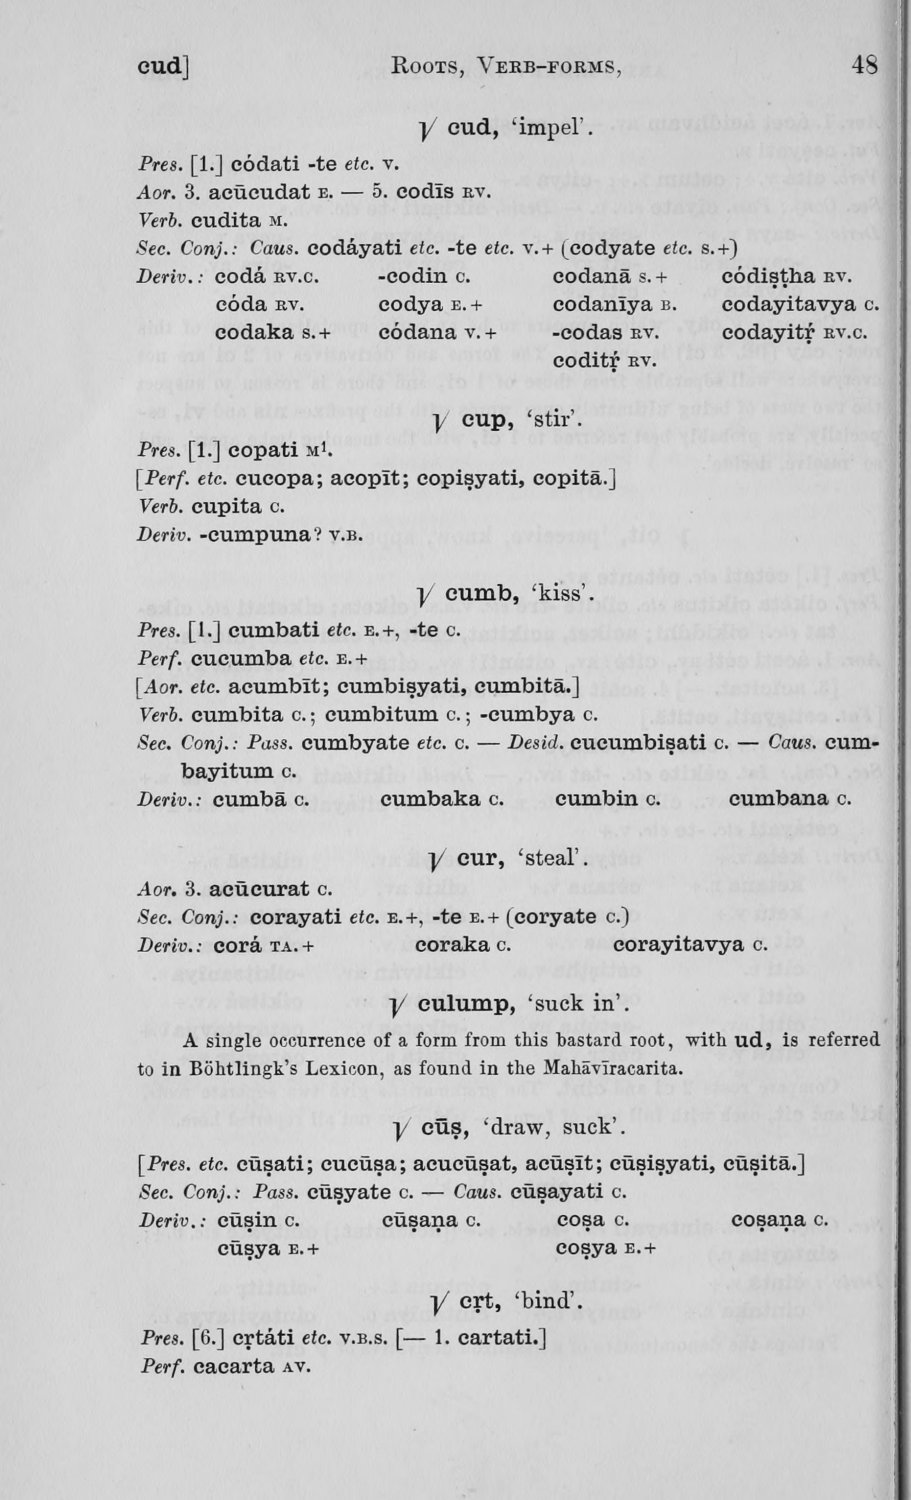 cud] ROOTS, VERB-FORMS, 48
√ cud, ‘impel’.
Pres. [1.] códati -te etc. V.
Aor. 3. acūcudat E. — 5. codīs RV.
Verb. cudita M.
Sec. Conj.: Caus. codáyati etc. -te etc. V.+ (codyate etc. S.+)
Deriv.: codá RV.C. -codin C. codanā S.+ códiṣṭha RV.
códa RV. codya E.+ codanīya B. codayitavya C.
codaka S.+ códana V.+ -codas RV. codayitṛ́ RV.C.
coditṛ́ RV.
√ cup, ‘stir’.
Pres. [1.] copati M¹.
[Perf. etc. cucopa; acopīt; copiṣyati, copitā.]
Verb. cupita C.
Deriv. -cumpuna? V.B.
√ cumb, ‘kiss’.
Pres. [1.] cumbati etc. E.+, -te C.
Perf. cucumba etc. E.+
[Aor. etc. acumbīt; cumbiṣyati, cumbitā.]
Verb. cumbita C.; cumbitum C.; -cumbya C.
Sec. Conj.: Pass. cumbyate etc. C. — Desid. cucumbiṣati C. — Caus. cum-
bayitum C.
Deriv.: cumbā C. cumbaka C. cumbin C. cumbana C.
√ cur, ‘steal’.
Aor. 3. acūcurat C.
Sec. Conj.: corayati etc. E.+, -te E.+ (coryate C.)
Deriv.: corá TA.+ coraka C. corayitavya C.
√ culump, ‘suck in’.
A single occurrence of a form from this bastard root, with ud, is referred
to in Böhtlingk’s Lexicon, as found in the Mahāvīracarita.
√ cūṣ, ‘draw, suck’.
[Pres. etc. cūṣati; cucūṣa; acucūṣat, acūṣīt; cūṣiṣyati, cūṣitā.]
Sec. Conj.: Pass. cūṣyate C. — Caus. cūṣayati C.
Deriv.: cūṣin C. cūṣaṇa C. coṣa C. coṣaṇa C.
cūṣya E.+ coṣya E.+
√ cṛt, ‘bind’.
Pres. [6.] cṛtáti etc. V.B.S. [— 1. cartati.]
Perf. cacarta AV.